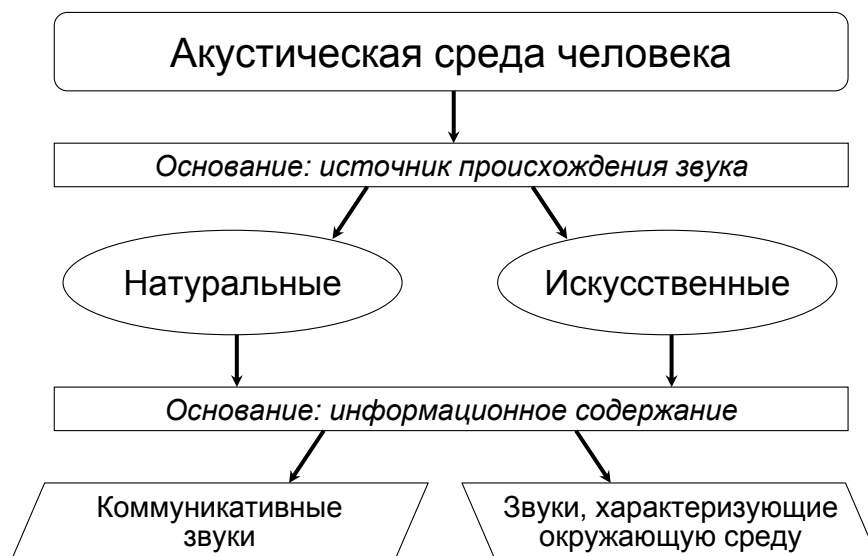 Акустическая среда человека
Основание: источник происхождения звука
Натуральные
Искусственные
Основание: информационное содержание
Коммуникативные
звуки
Звуки, характеризующие
окружающую среду